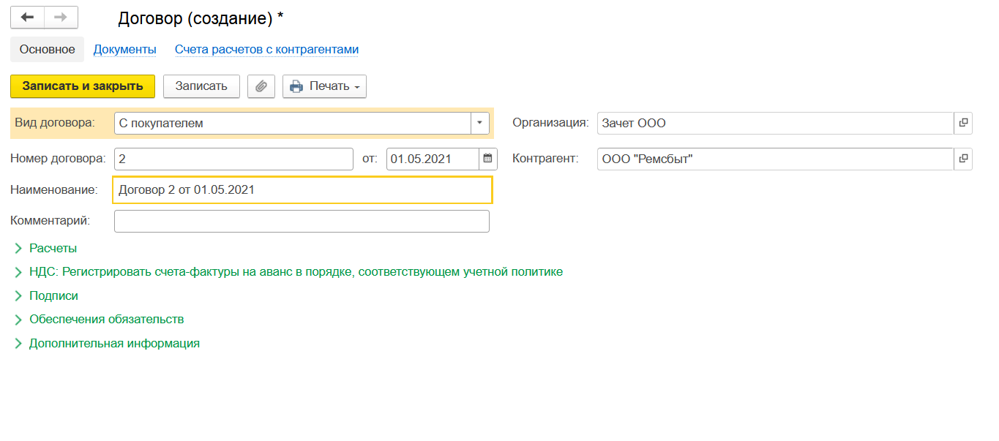 Договор (создание) *
Основное Документы Счета расчетов с контрагентами
Записать и закрыть Записать Печать
Вид договора: С покупателем Организация: Зачет ООО
Номер договора: 2 от: 01.05.2021 Контрагент: ООО "Ремсбыт"
Наименование: Договор 2 от 01.05.2021
Комментарий:
Расчеты
НДС: Регистрировать счета-фактуры на аванс в порядке, соответствующем учетной политике
Подписи
Обеспечения обязательств
Дополнительная информация